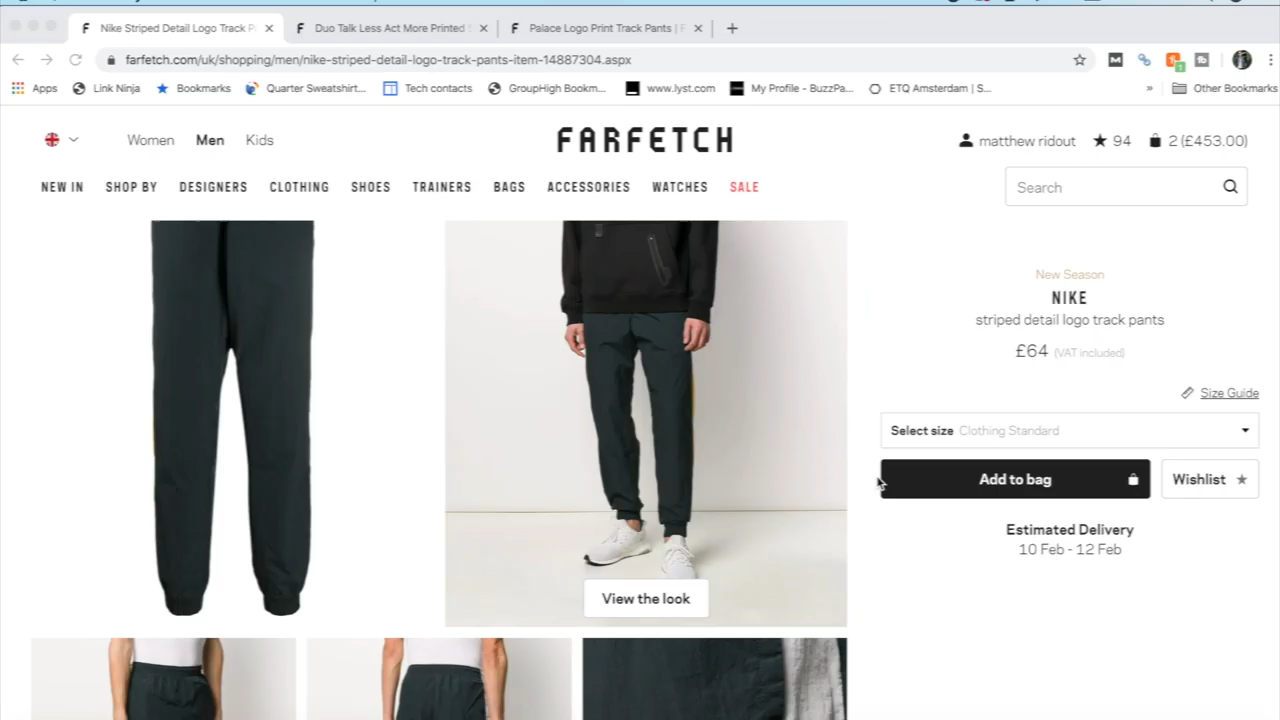 Nike Striped Detail Logo Track P
Duo Talk Less Act More Printed
Palace Logo Print Track Pants | F
farfetch.com/uk/shopping/men/nike-striped-detail-logo-track-pants-item-14887304.aspx
Apps
Link Ninja
Bookmarks
Quarter Sweatshirt...
Tech contacts
GroupHigh Bookm...
www.lyst.com
My Profile - BuzzPa...
ETQ Amsterdam | S...
»
Other Bookmarks
Women Men Kids
FARFETCH
matthew ridout
94
2 (£453.00)
NEW IN SHOP BY DESIGNERS CLOTHING SHOES TRAINERS BAGS ACCESSORIES WATCHES SALE
Search
New Season
NIKE
striped detail logo track pants
£64 (VAT included)
Size Guide
Select size Clothing Standard
Add to bag
Wishlist
Estimated Delivery
10 Feb - 12 Feb
View the look